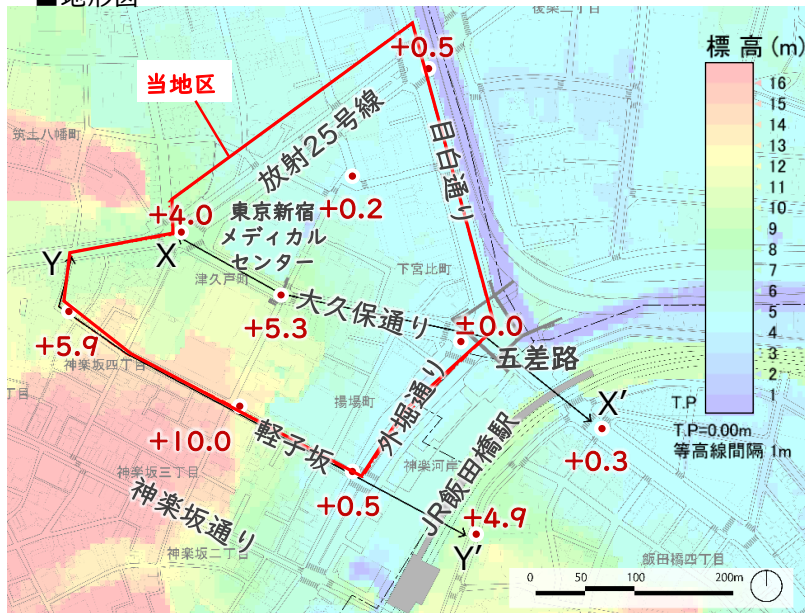 ■地形図
後楽二丁目
標高(m)
当地区
+0.5
16
15
14
13
12
11
10
9
8
7
6
5
4
3
2
1
T.P
T.P=0.00m
等高線間隔 1m
筑土八幡町
放射25号線
目白通り
+0.2
+4.0
東京新宿
メディカル
センター
X
Y
津久戸町
下宮比町
大久保通り
+5.3
±0.0
五差路
+5.9
神楽坂四丁目
丁目
揚場町
外堀通り
X’
+0.3
+10.0
軽子坂
神楽坂三丁目
神楽河岸
JR飯田橋駅
+0.5
+4.9
Y’
神楽坂通り
神楽坂二丁目
飯田橋四丁目
0 50 100 200m